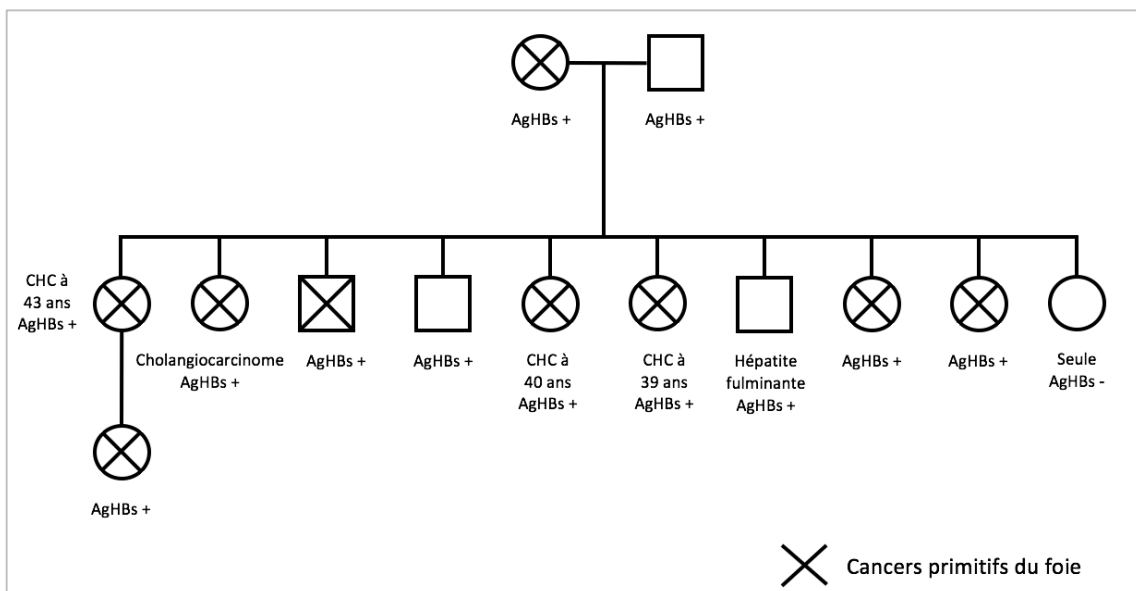 AgHBs +
AgHBs +
CHC à
43 ans
AgHBs +
Cholangiocarcinome
AgHBs +
AgHBs +
AgHBs +
CHC à
40 ans
AgHBs +
CHC à
39 ans
AgHBs +
Hépatite
fulminante
AgHBs +
AgHBs +
AgHBs +
Seule
AgHBs -
AgHBs +
Cancers primitifs du foie